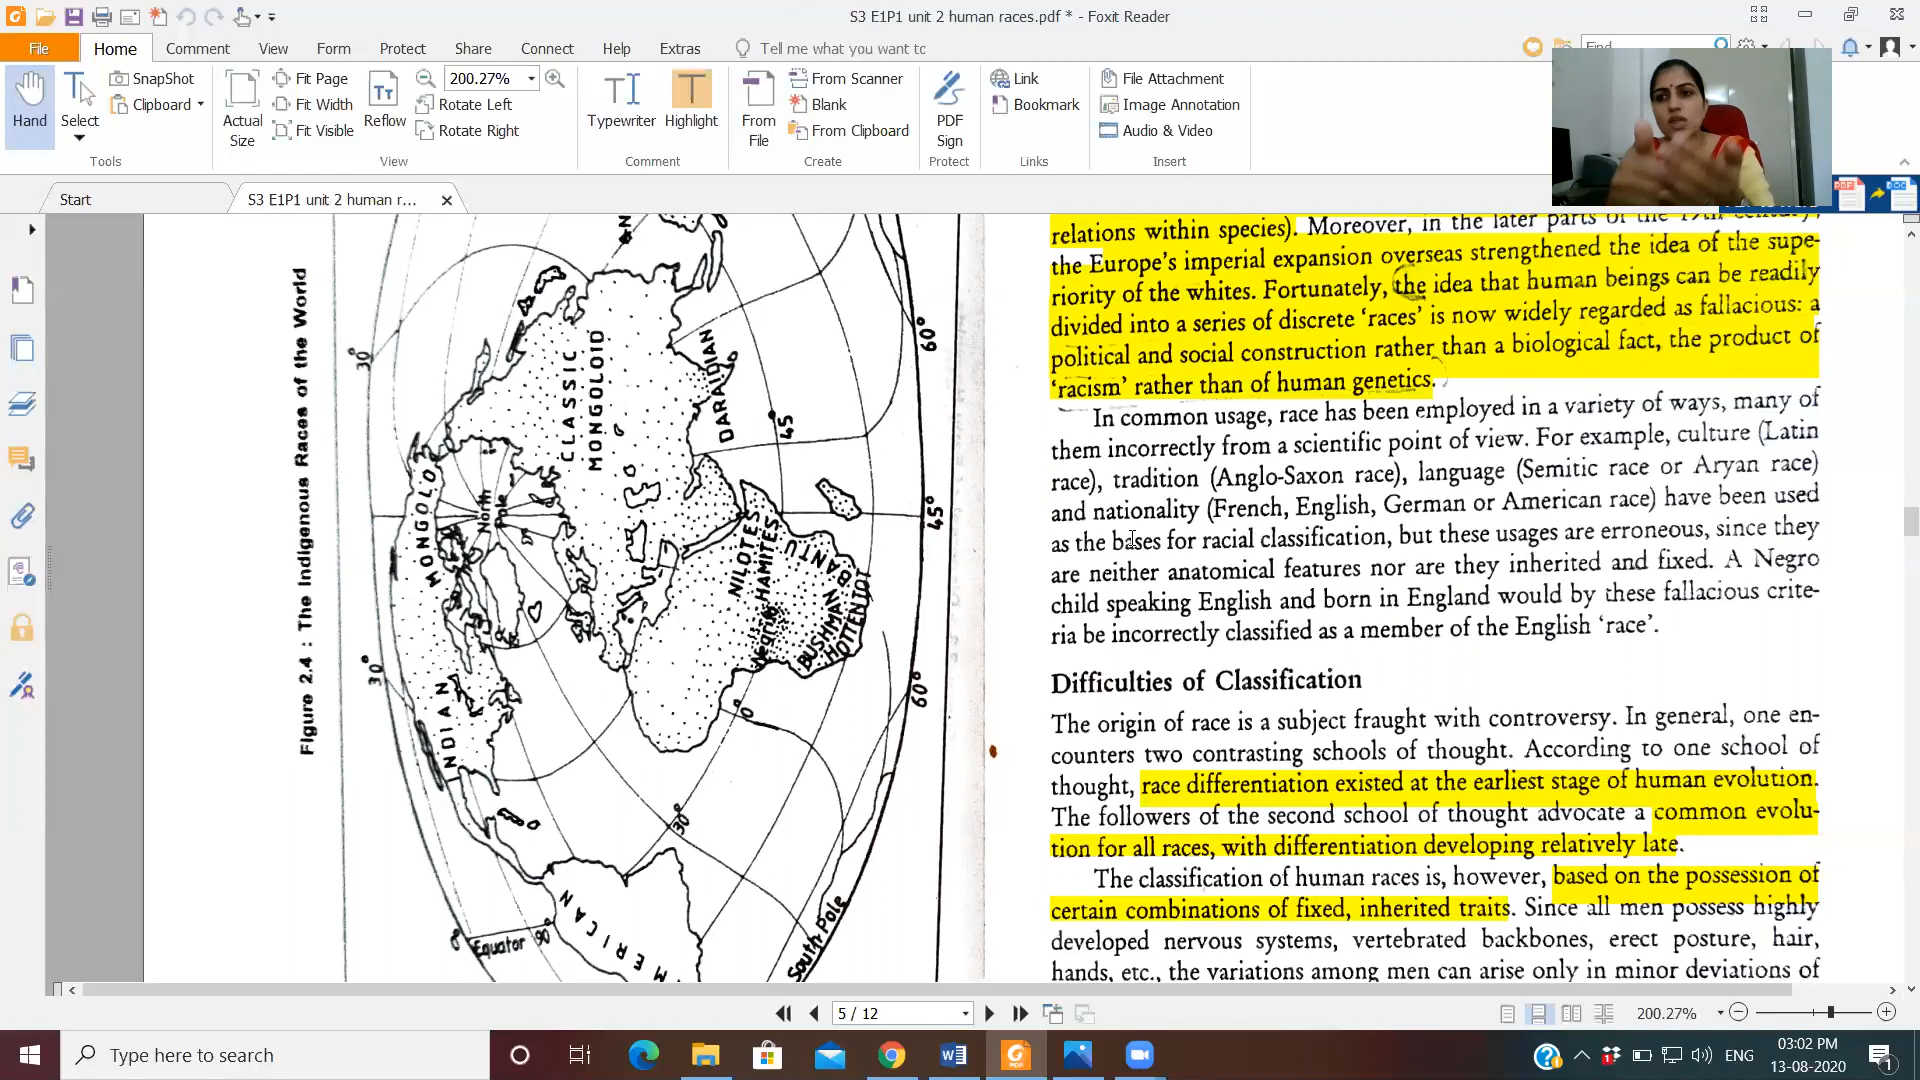 S3 E1P1 unit 2 human races.pdf * - Foxit Reader
File Home Comment View Form Protect Share Connect Help Extras Tell me what you want to Find
Hand
Select
SnapShot
Clipboard
Tools
Actual Size
Fit Page
Fit Width
Fit Visible
Reflow
200.27%
Rotate Left
Rotate Right
View
Typewriter
Highlight
Comment
From File
From Scanner
Blank
From Clipboard
Create
PDF Sign
Protect
Link
Bookmark
Links
File Attachment
Image Annotation
Audio & Video
Insert
Start
S3 E1P1 unit 2 human r...
Figure 2.4 : The Indigenous Races of the World
30°
30°
CLASSIC
MONGOLOID
MONGOLO
North
Pole
INDIAN
DARAIDIAN
45
60°
45°
60°
NILOTES
HAMITES
BANTU
BUSHMAN
HOTTENTOT
0°
30°
Equator 90°
MERICAN
South Pole
relations within species). Moreover, in the later parts of the 19th century,
the Europe's imperial expansion overseas strengthened the idea of the supe-
riority of the whites. Fortunately, the idea that human beings can be readily
divided into a series of discrete 'races' is now widely regarded as fallacious: a
political and social construction rather than a biological fact, the product of
'racism' rather than of human genetics.
In common usage, race has been employed in a variety of ways, many of
them incorrectly from a scientific point of view. For example, culture (Latin
race), tradition (Anglo-Saxon race), language (Semitic race or Aryan race)
and nationality (French, English, German or American race) have been used
as the bases for racial classification, but these usages are erroneous, since they
are neither anatomical features nor are they inherited and fixed. A Negro
child speaking English and born in England would by these fallacious crite-
ria be incorrectly classified as a member of the English 'race'.
Difficulties of Classification
The origin of race is a subject fraught with controversy. In general, one en-
counters two contrasting schools of thought. According to one school of
thought, race differentiation existed at the earliest stage of human evolution.
The followers of the second school of thought advocate a common evolu-
tion for all races, with differentiation developing relatively late.
The classification of human races is, however, based on the possession of
certain combinations of fixed, inherited traits. Since all men possess highly
developed nervous systems, vertebrated backbones, erect posture, hair,
hands, etc., the variations among men can arise only in minor deviations of
5 / 12
200.27%
Type here to search
ENG
03:02 PM
13-08-2020
1